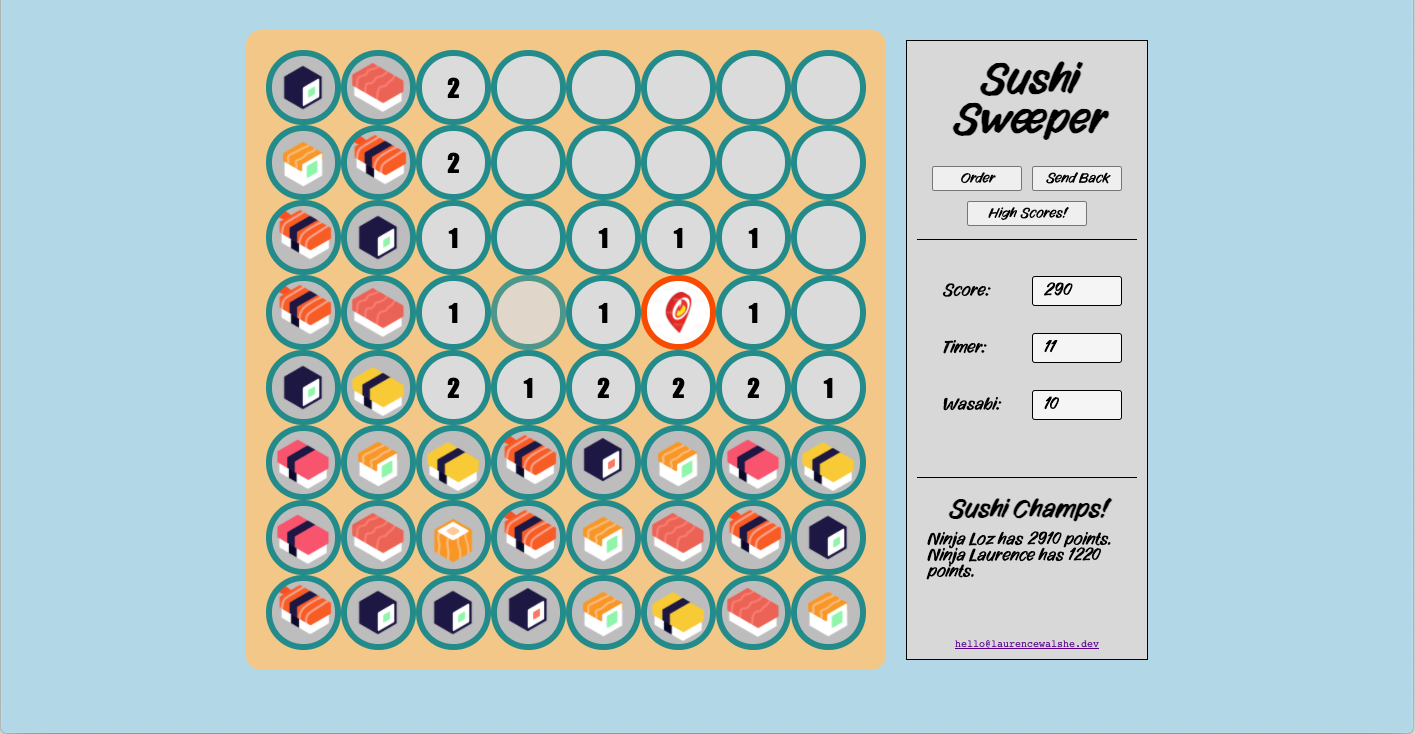 2
2
1 1 1 1
1 1 1
2 1 2 2 2 1
Sushi
Sweeper
Order
Send Back
High Scores!
Score: 290
Timer: 11
Wasabi: 10
Sushi Champs!
Ninja Loz has 2910 points.
Ninja Laurence has 1220
points.
hello@laurencewalshe.dev